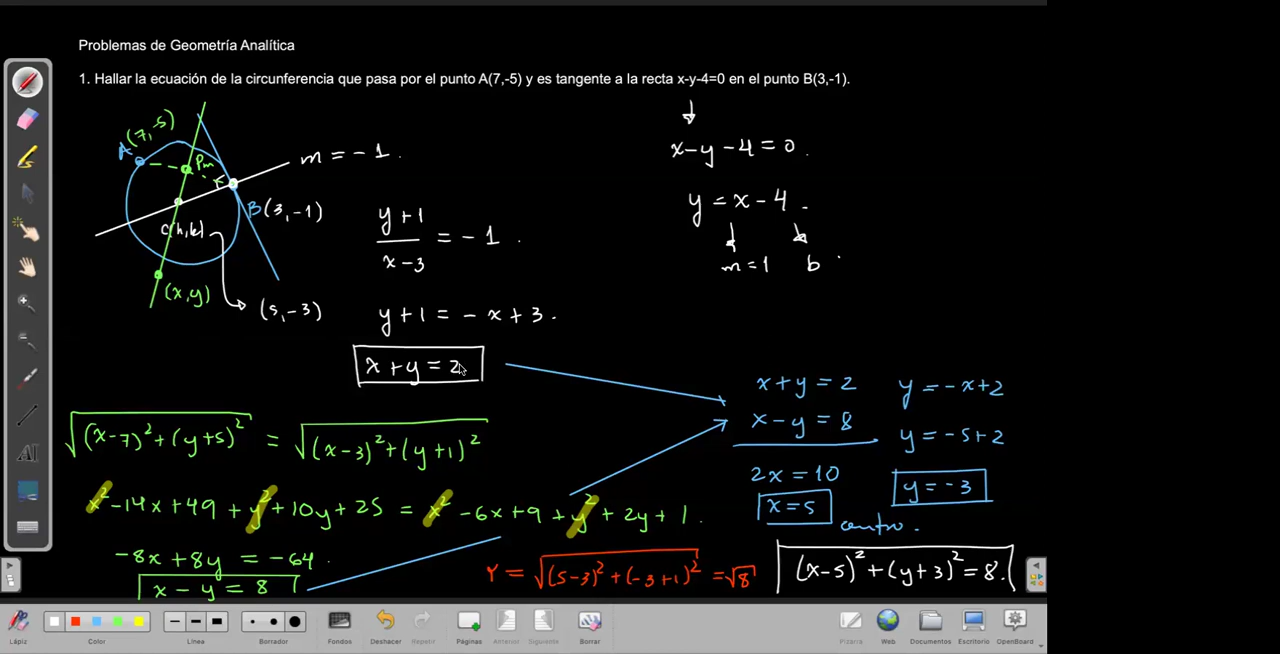 Problemas de Geometría Analítica
1. Hallar la ecuación de la circunferencia que pasa por el punto A(7,-5) y es tangente a la recta x-y-4=0 en el punto B(3,-1).
A (7,-5)
Pm
m = -1.
B (3,-1)
c(h,k)
(x,y)
(5,-3)
y+1
x-3
= -1.
y+1 = -x+3.
x+y = 2
x-y-4=0.
y = x-4.
m=1 b
√(x-7)²+(y+5)² = √(x-3)²+(y+1)²
x²-14x+49+y²+10y+25 = x²-6x+9+y²+2y+1.
-8x+8y = -64.
x-y = 8
x+y = 2
x-y = 8
2x = 10
x=5
y=-x+2
y=-5+2
y=-3
centro.
r = √(5-3)²+(-3+1)² = √8
(x-5)²+(y+3)² = 8.
Lápiz Color Línea Borrador Fondos Deshacer Repetir Páginas Anterior Siguiente Borrar Pizarra Web Documentos Escritorio OpenBoard